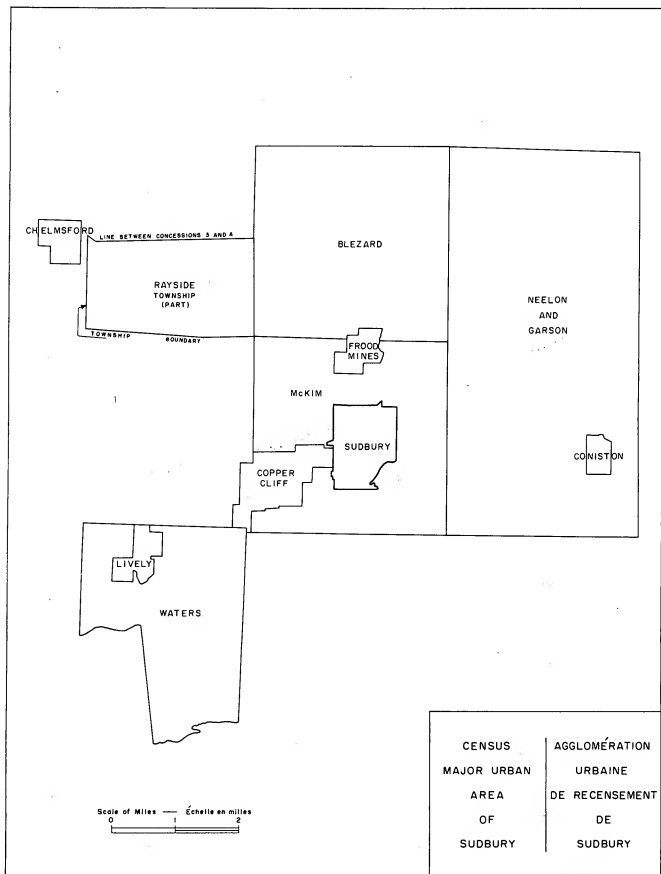 CHELMSFORD
LINE BETWEEN CONCESSIONS 3 AND 4
RAYSIDE
TOWNSHIP
(PART)
TOWNSHIP BOUNDARY
BLEZARD
NEELON
AND
GARSON
FROOD
MINES
McKIM
SUDBURY
CONISTON
COPPER
CLIFF
LIVELY
WATERS
CENSUS
MAJOR URBAN
AREA
OF
SUDBURY
AGGLOMÉRATION
URBAINE
DE RECENSEMENT
DE
SUDBURY
Scale of Miles — Échelle en milles
0 1 2